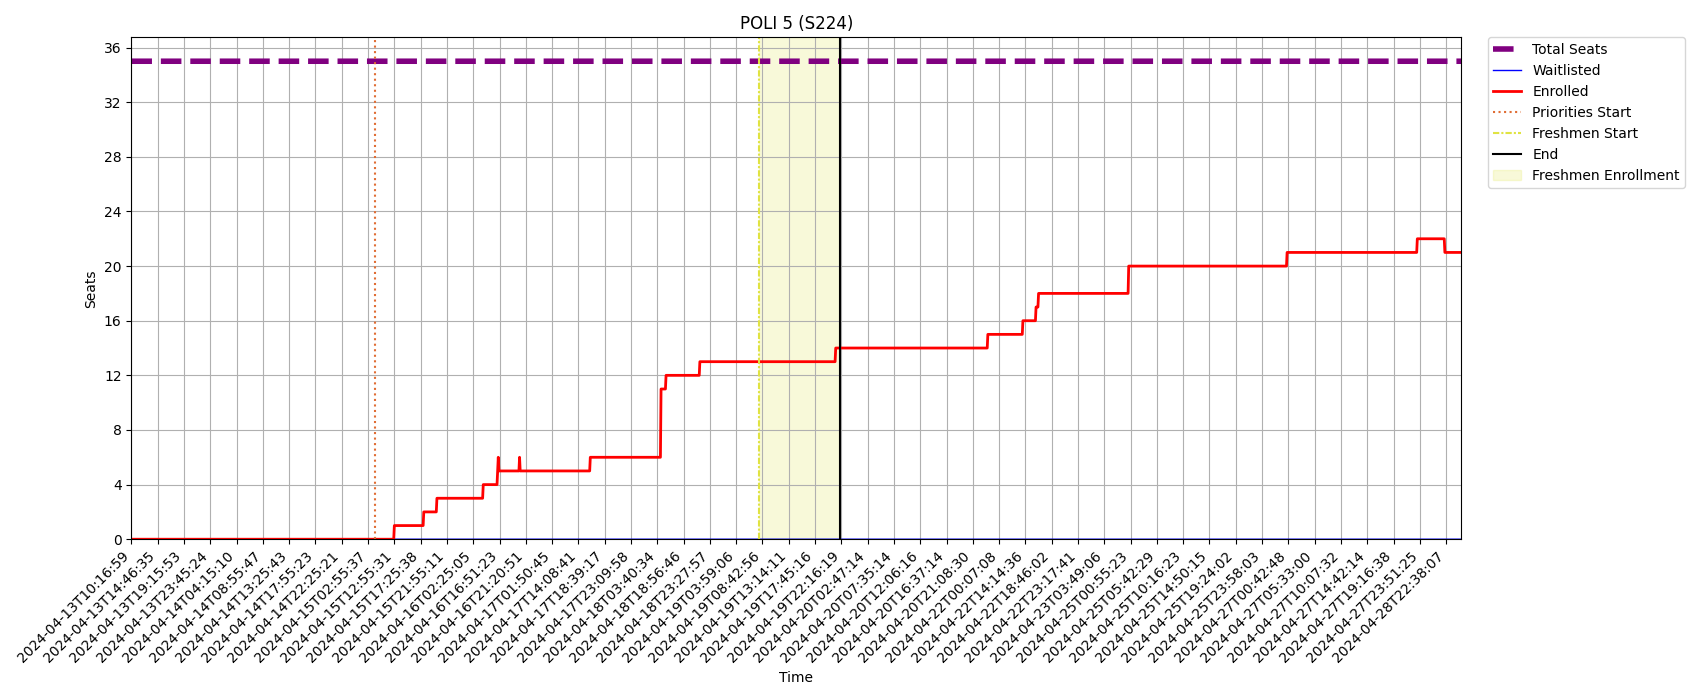 POLI 5 (S224)
36
32
28
24
20
16
12
8
4
0
Seats
2024-04-13T10:16:59
2024-04-13T14:46:35
2024-04-13T19:15:53
2024-04-13T23:45:24
2024-04-14T04:15:10
2024-04-14T08:55:47
2024-04-14T13:25:43
2024-04-14T17:55:23
2024-04-14T22:25:21
2024-04-15T02:55:37
2024-04-15T12:55:31
2024-04-15T17:25:38
2024-04-15T21:55:11
2024-04-16T02:25:05
2024-04-16T16:51:23
2024-04-16T21:20:51
2024-04-17T01:50:45
2024-04-17T14:08:41
2024-04-17T18:39:17
2024-04-17T23:09:58
2024-04-18T03:40:34
2024-04-18T18:56:46
2024-04-18T23:27:57
2024-04-19T03:59:06
2024-04-19T08:42:56
2024-04-19T13:14:11
2024-04-19T17:45:16
2024-04-19T22:16:19
2024-04-20T02:47:14
2024-04-20T07:35:14
2024-04-20T12:06:16
2024-04-20T16:37:14
2024-04-20T21:08:30
2024-04-22T00:07:08
2024-04-22T14:14:36
2024-04-22T18:46:02
2024-04-22T23:17:41
2024-04-23T03:49:06
2024-04-25T00:55:23
2024-04-25T05:42:29
2024-04-25T10:16:23
2024-04-25T14:50:15
2024-04-25T19:24:02
2024-04-25T23:58:03
2024-04-27T00:42:48
2024-04-27T05:33:00
2024-04-27T10:07:32
2024-04-27T14:42:14
2024-04-27T19:16:38
2024-04-27T23:51:25
2024-04-28T22:38:07
Time
Total Seats
Waitlisted
Enrolled
Priorities Start
Freshmen Start
End
Freshmen Enrollment